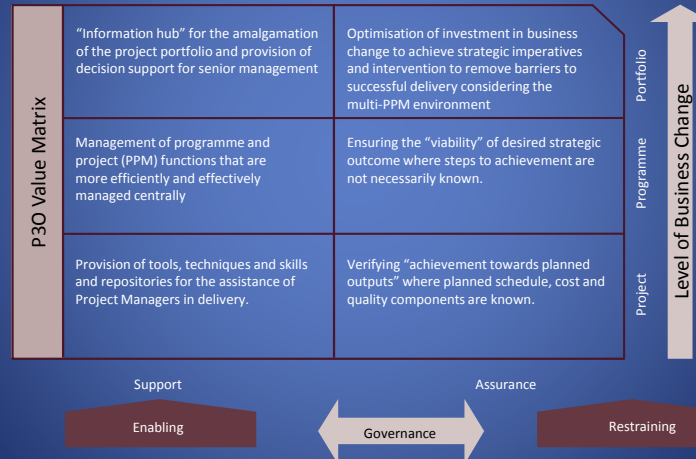 P3O Value Matrix
“Information hub” for the amalgamation
of the project portfolio and provision of
decision support for senior management
Optimisation of investment in business
change to achieve strategic imperatives
and intervention to remove barriers to
successful delivery considering the
multi-PPM environment
Portfolio
Management of programme and
project (PPM) functions that are
more efficiently and effectively
managed centrally
Ensuring the “viability” of desired strategic
outcome where steps to achievement are
not necessarily known.
Programme
Provision of tools, techniques and skills
and repositories for the assistance of
Project Managers in delivery.
Verifying “achievement towards planned
outputs” where planned schedule, cost and
quality components are known.
Project
Level of Business Change
Support
Assurance
Enabling
Governance
Restraining